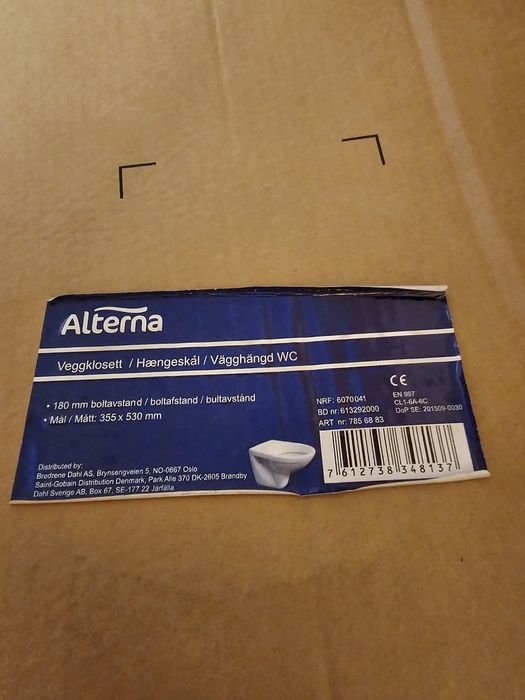 Alterna
Veggklosett / Hængeskål / Vägghängd WC
• 180 mm boltavstand / boltafstand / bultavstånd
• Mål / Mått: 355 x 530 mm
CE
EN 997
CL1-6A-6C
DoP SE: 201509-0030
NRF: 6070041
BD nr: 613292000
ART nr: 785 68 83
7 612738 348137
Distributed by:
Brødrene Dahl AS, Brynsengveien 5, NO-0667 Oslo
Saint-Gobain Distribution Denmark, Park Alle 370 DK-2605 Brøndby
Dahl Sverige AB, Box 67, SE-177 22 Järfälla